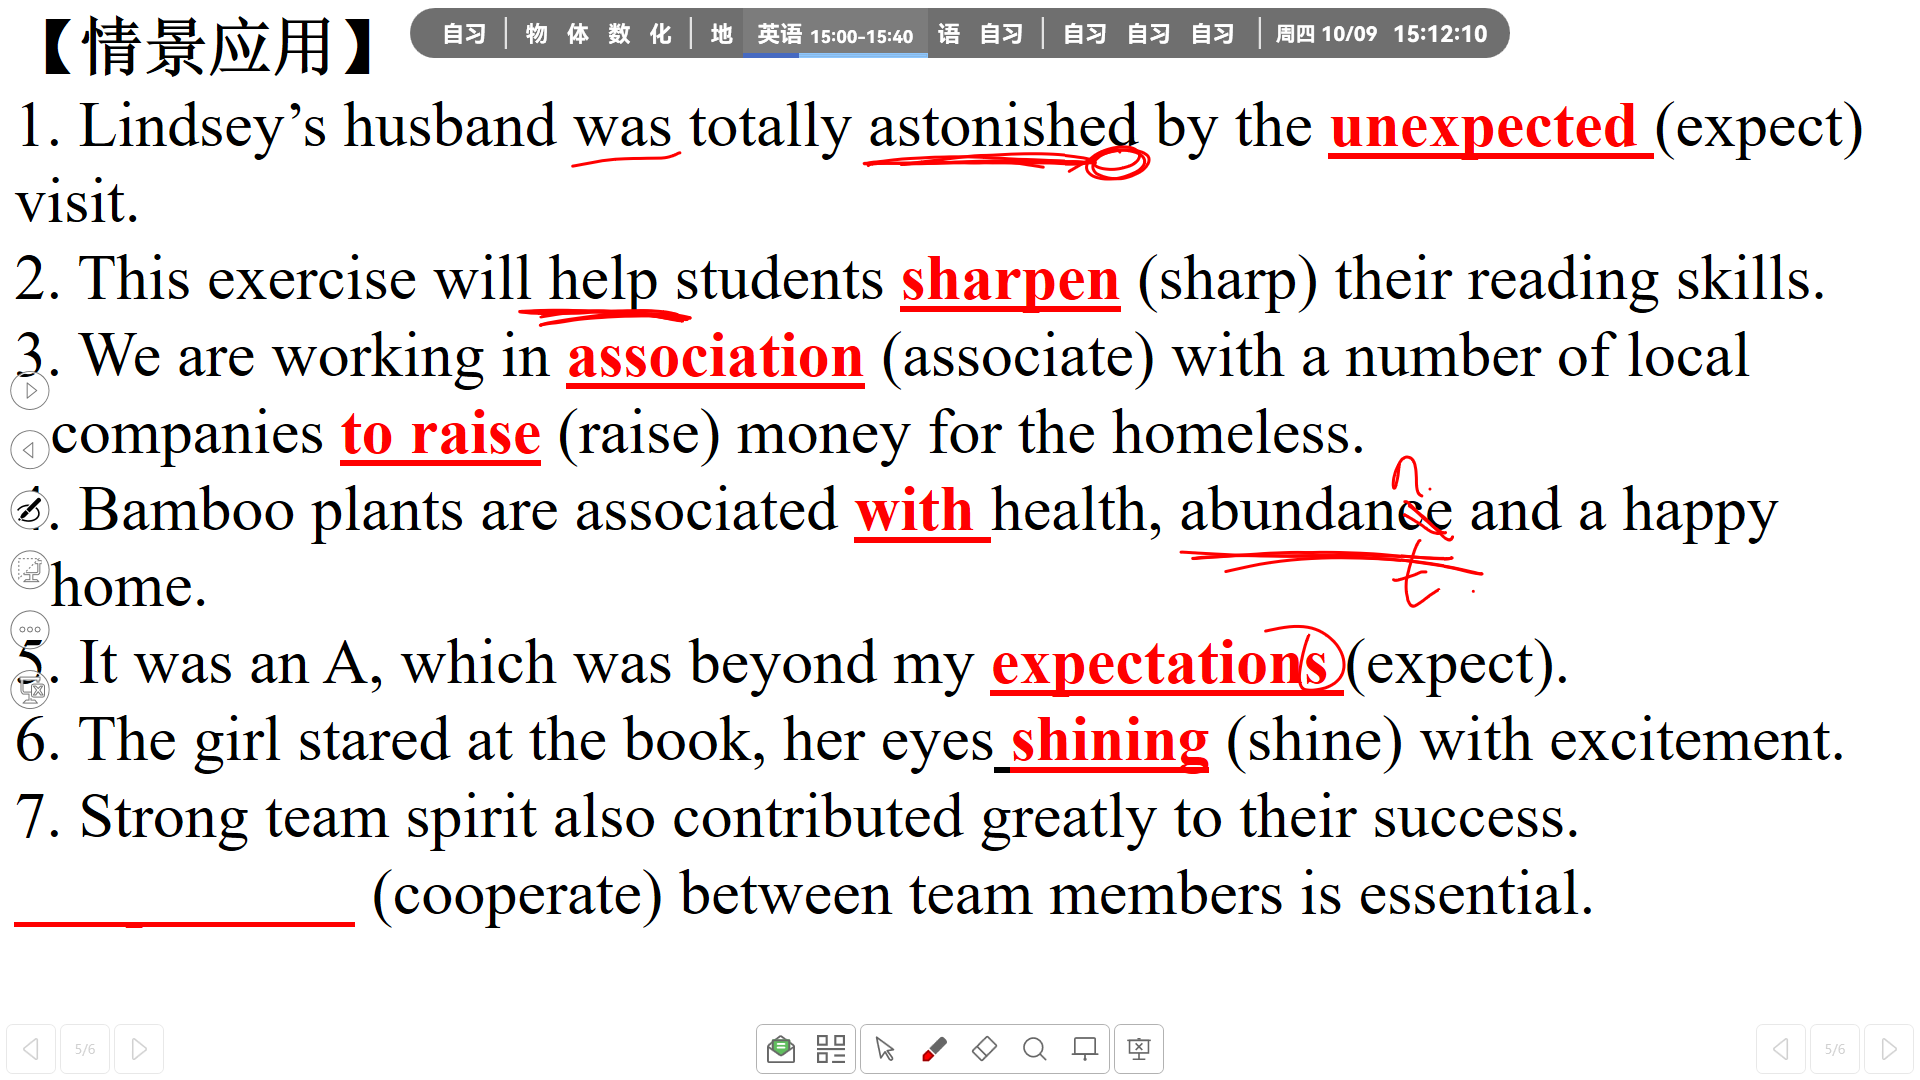 【情景应用】
自习 物 体 数 化 地 英语 15:00-15:40 语 自习 自习 自习 自习 周四 10/09 15:12:10
1. Lindsey’s husband was totally astonished by the unexpected (expect)
visit.
2. This exercise will help students sharpen (sharp) their reading skills.
3. We are working in association (associate) with a number of local
companies to raise (raise) money for the homeless.
n.
4. Bamboo plants are associated with health, abundance and a happy
t.
home.
5. It was an A, which was beyond my expectations (expect).
6. The girl stared at the book, her eyes shining (shine) with excitement.
7. Strong team spirit also contributed greatly to their success.
(cooperate) between team members is essential.
5/6
5/6